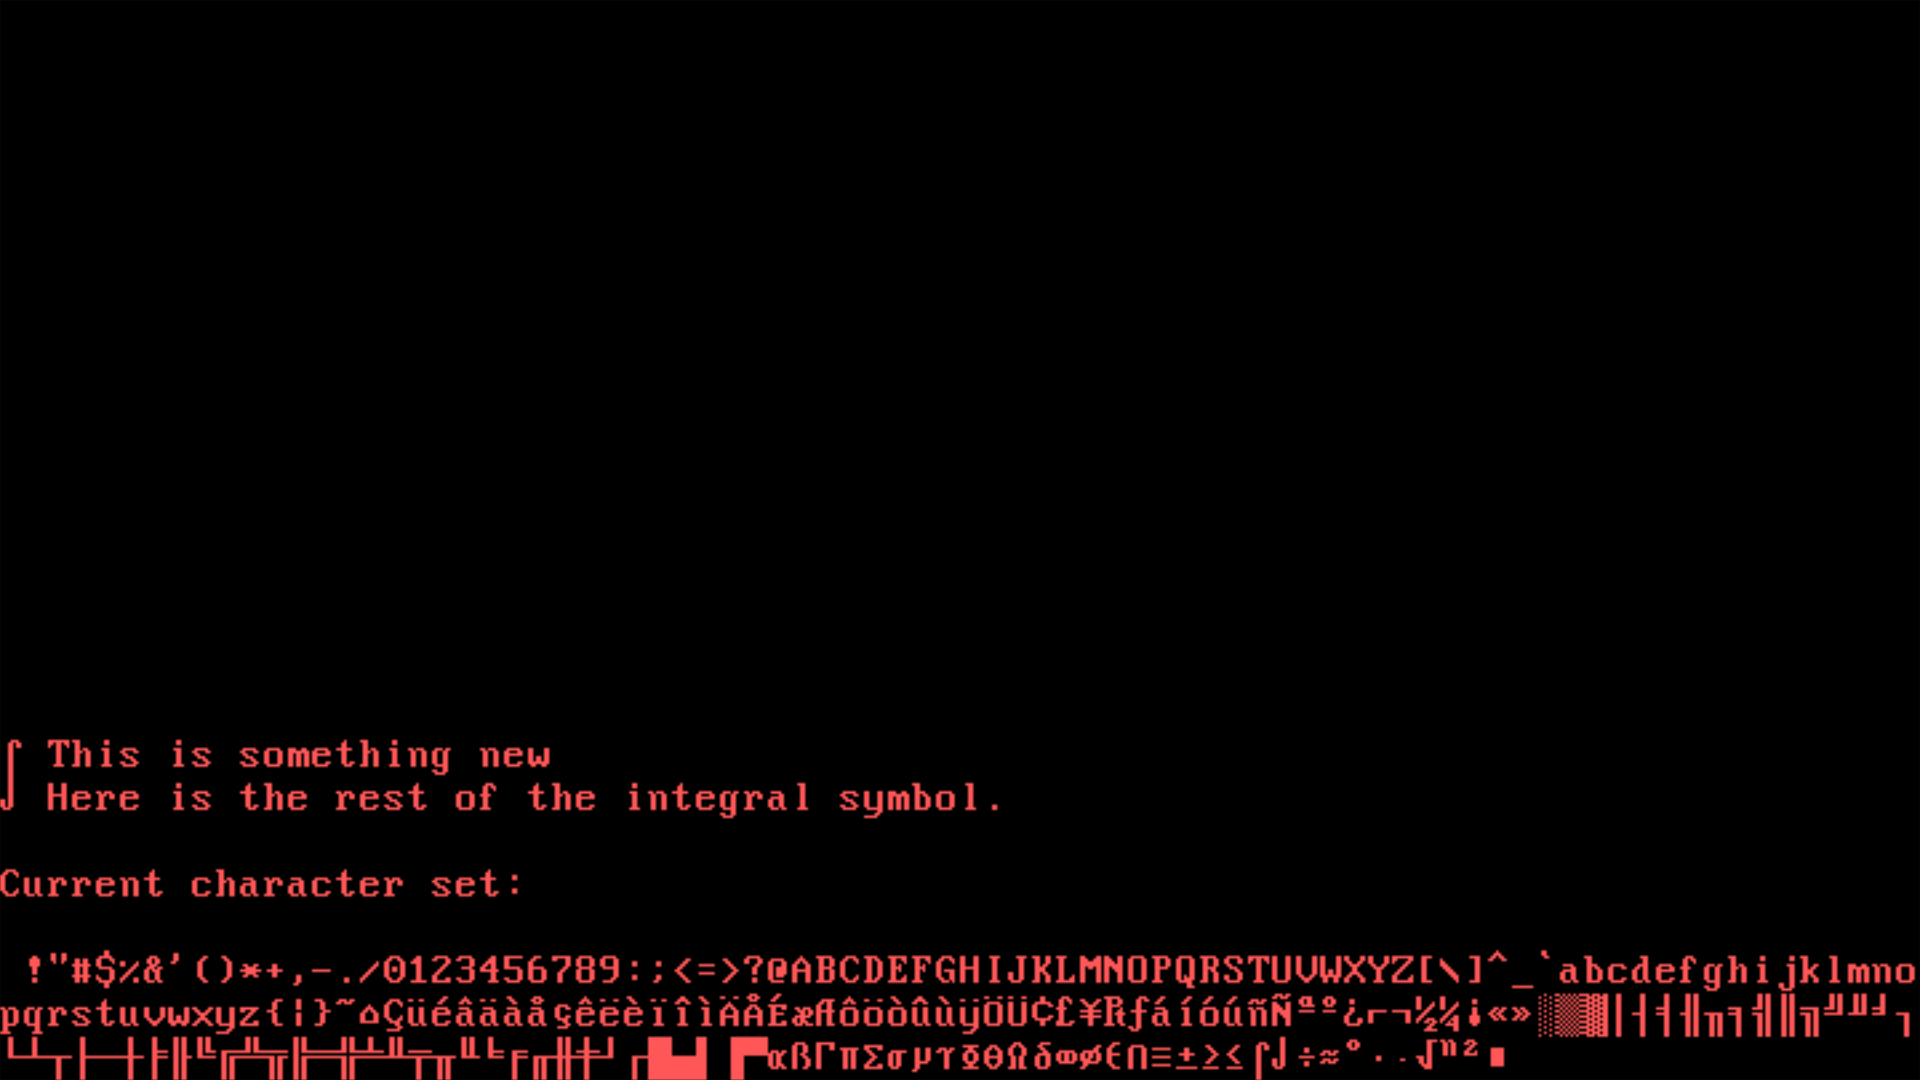 ⌠ This is something new
⌡ Here is the rest of the integral symbol.
Current character set:
 !"#$%&'()*+,-./0123456789:;<=>?@ABCDEFGHIJKLMNOPQRSTUVWXYZ[\]^_`abcdefghijklmno
pqrstuvwxyz{¦}~⌂ÇüéâäàåçêëèïîìÄÅÉæÆôöòûùÿÖÜ¢£¥₧ƒáíóúñÑªº¿⌐¬½¼¡«»░▒▓│┤╡╢╖╕╣║╗╝╜╛┐
└┴┬├─┼╞╟╚╔╩╦╠═╬╧╨╤╥╙╘╒╓╫╪┘┌█▄▌▐▀αßΓπΣσµτΦΘΩδ∞φε∩≡±≥≤⌠⌡÷≈°∙·√ⁿ²■